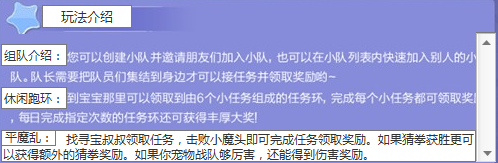 玩法介绍
组队介绍：您可以创建小队并邀请朋友们加入小队，也可以在小队列表内快速加入别人的小
队。队长需要把队员们集结到身边才可以接任务并领取奖励哟~
休闲跑环：到宝宝那里可以领取到由6个小任务组成的任务环，完成每个小任务都可领取奖励
，每日完成指定次数的任务环还可获得丰厚大奖！
平魔乱：找寻宝叔叔领取任务，击败小魔头即可完成任务领取奖励。如果猜拳获胜更可
以获得额外的猜拳奖励。如果你宠物战队够厉害，还能得到伤害奖励。